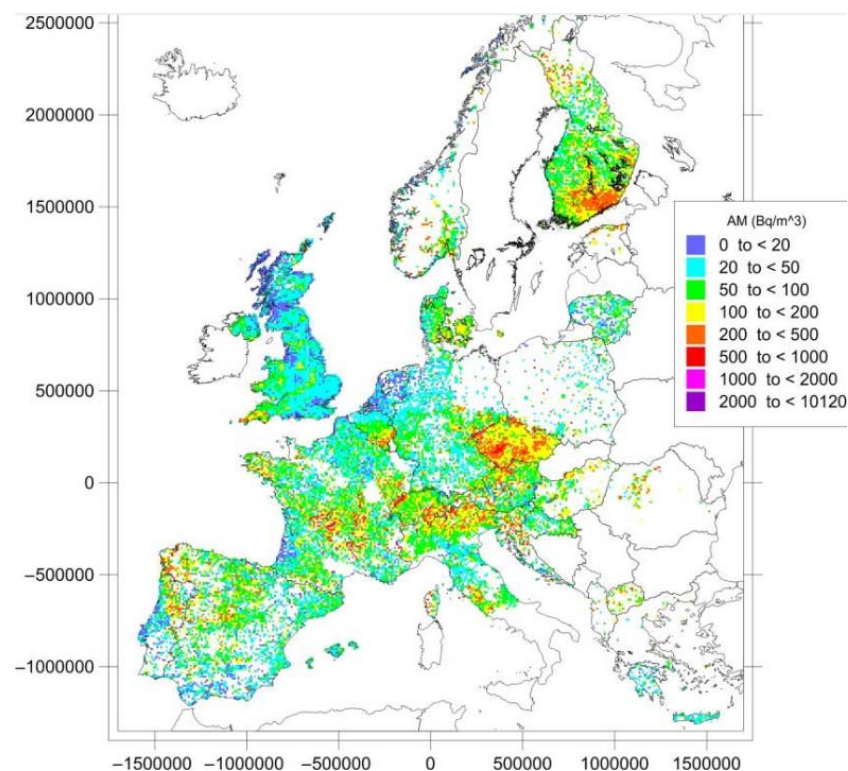 2500000
2000000
1500000
1000000
500000
0
−500000
−1000000
AM (Bq/m^3)
0 to < 20
20 to < 50
50 to < 100
100 to < 200
200 to < 500
500 to < 1000
1000 to < 2000
2000 to < 10120
−1500000 −1000000 −500000 0 500000 1000000 1500000